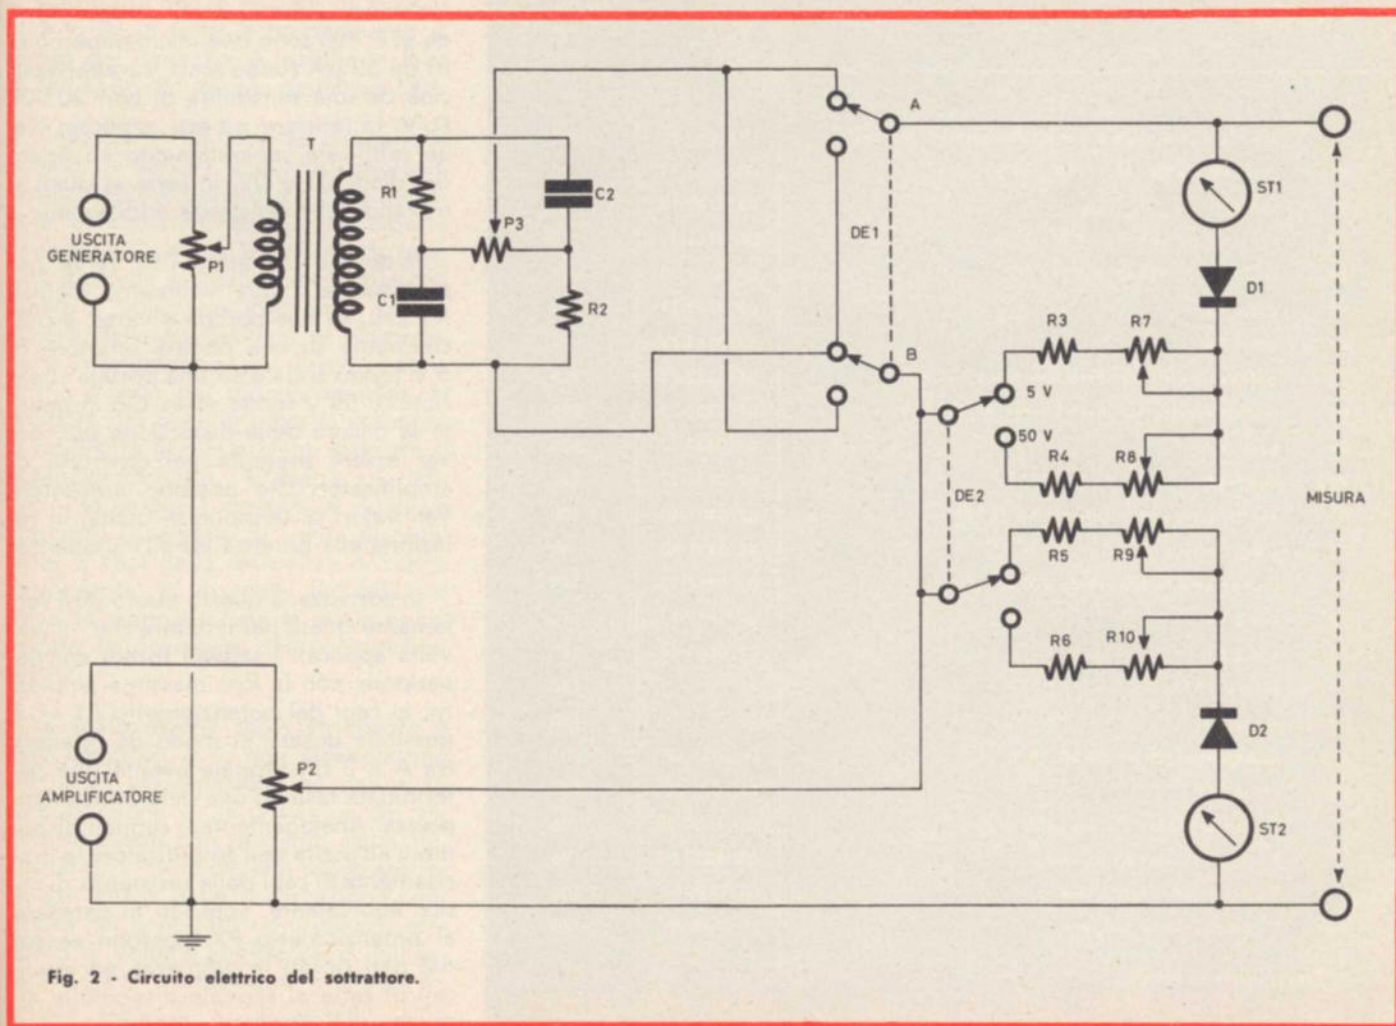 A
ST1
T
R1
C2
USCITA
GENERATORE
P1
P3
DE1
D1
C1
R2
R3
R7
B
5 V
50 V
R4
R8
DE2
MISURA
R5
R9
R6
R10
D2
P2
USCITA
AMPLIFICATORE
ST2
Fig. 2 - Circuito elettrico del sottrattore.